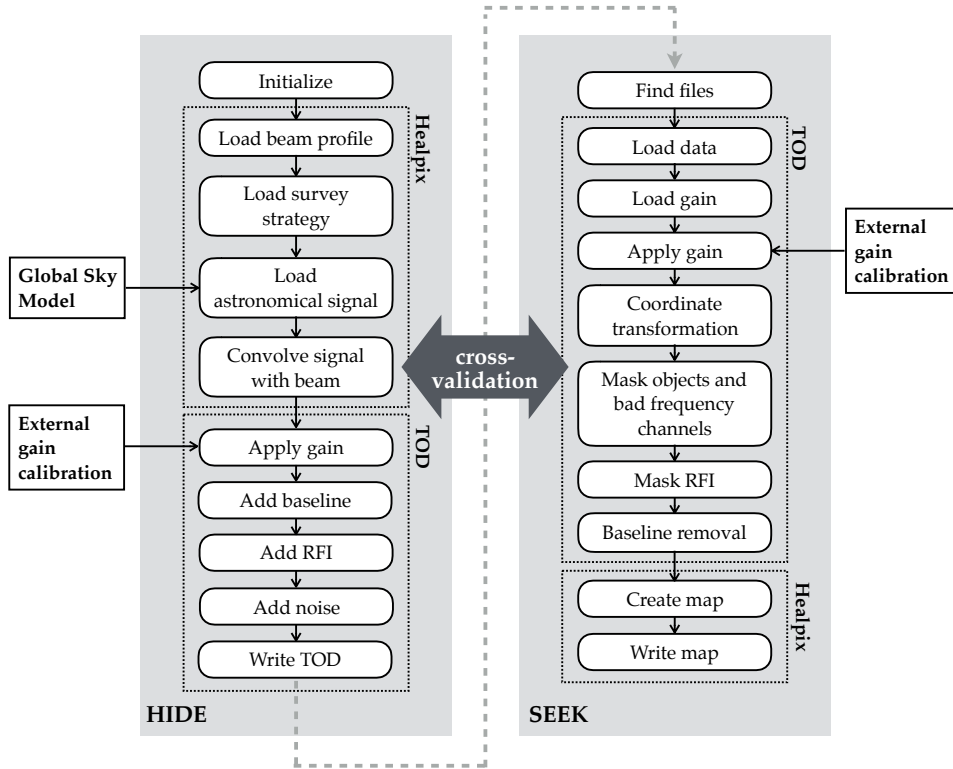 Initialize
Healpix
Load beam profile
Load survey
strategy
Global Sky
Model
Load
astronomical signal
Convolve signal
with beam
External
gain
calibration
TOD
Apply gain
Add baseline
Add RFI
Add noise
Write TOD
HIDE
cross-
validation
Find files
TOD
Load data
Load gain
Apply gain
External
gain
calibration
Coordinate
transformation
Mask objects and
bad frequency
channels
Mask RFI
Baseline removal
Healpix
Create map
Write map
SEEK